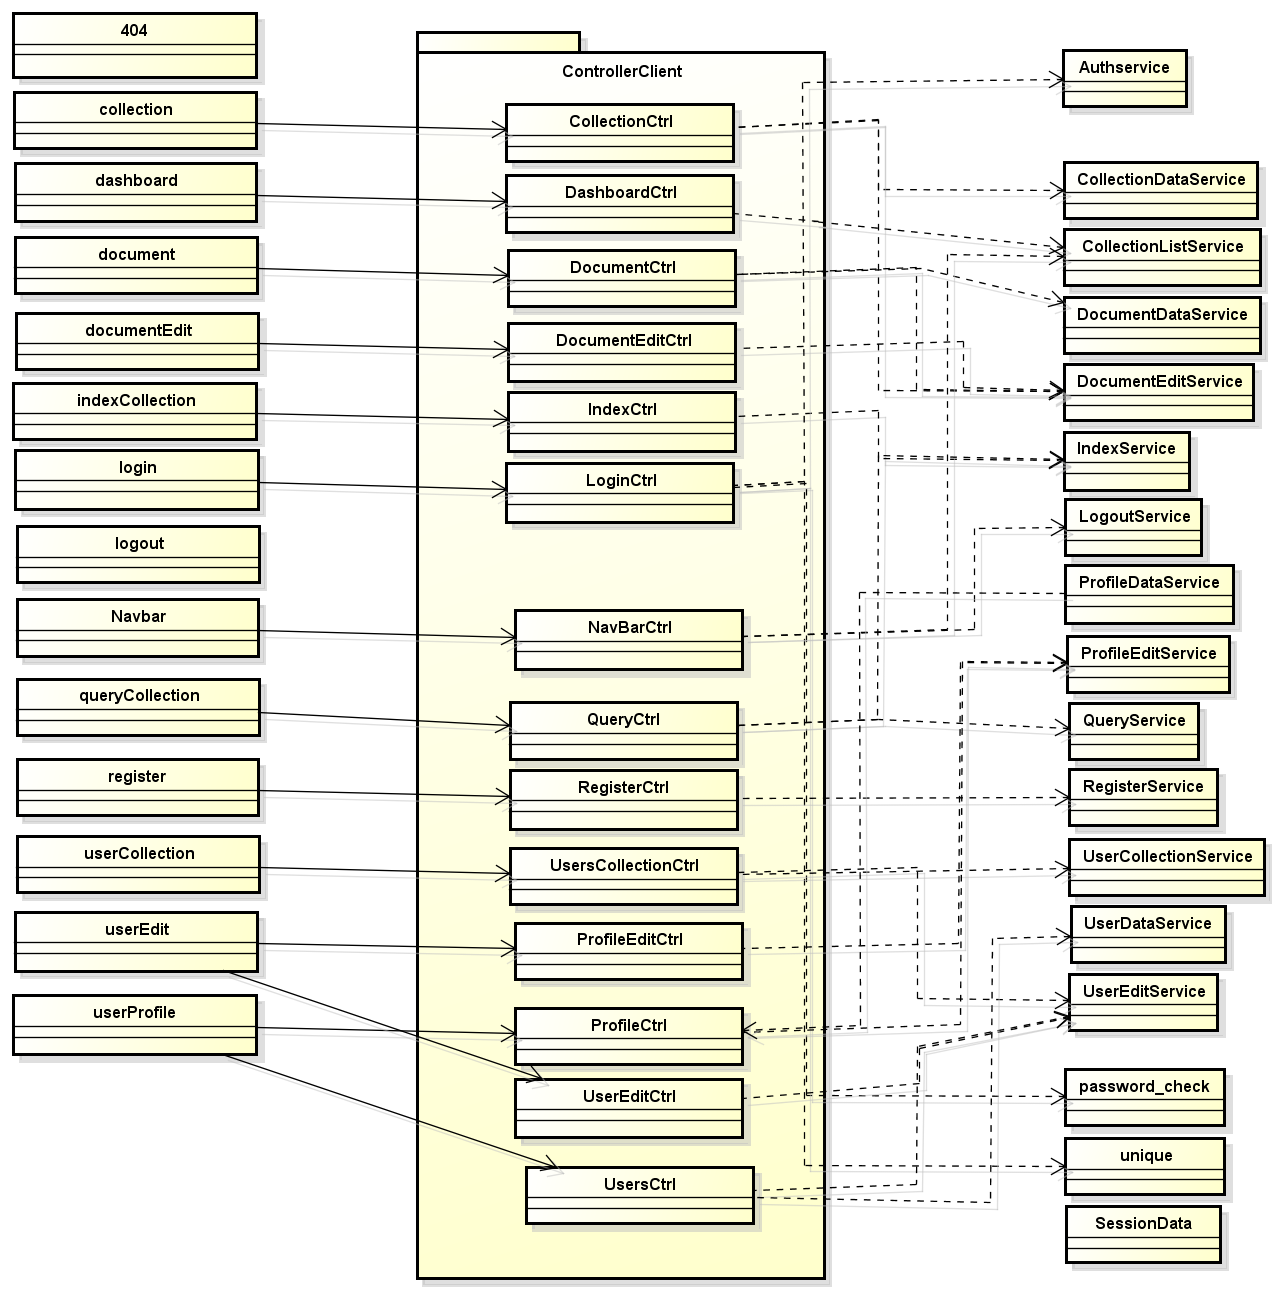 404
collection
dashboard
document
documentEdit
indexCollection
login
logout
Navbar
queryCollection
register
userCollection
userEdit
userProfile
ControllerClient
CollectionCtrl
DashboardCtrl
DocumentCtrl
DocumentEditCtrl
IndexCtrl
LoginCtrl
NavBarCtrl
QueryCtrl
RegisterCtrl
UsersCollectionCtrl
ProfileEditCtrl
ProfileCtrl
UserEditCtrl
UsersCtrl
Authservice
CollectionDataService
CollectionListService
DocumentDataService
DocumentEditService
IndexService
LogoutService
ProfileDataService
ProfileEditService
QueryService
RegisterService
UserCollectionService
UserDataService
UserEditService
password_check
unique
SessionData